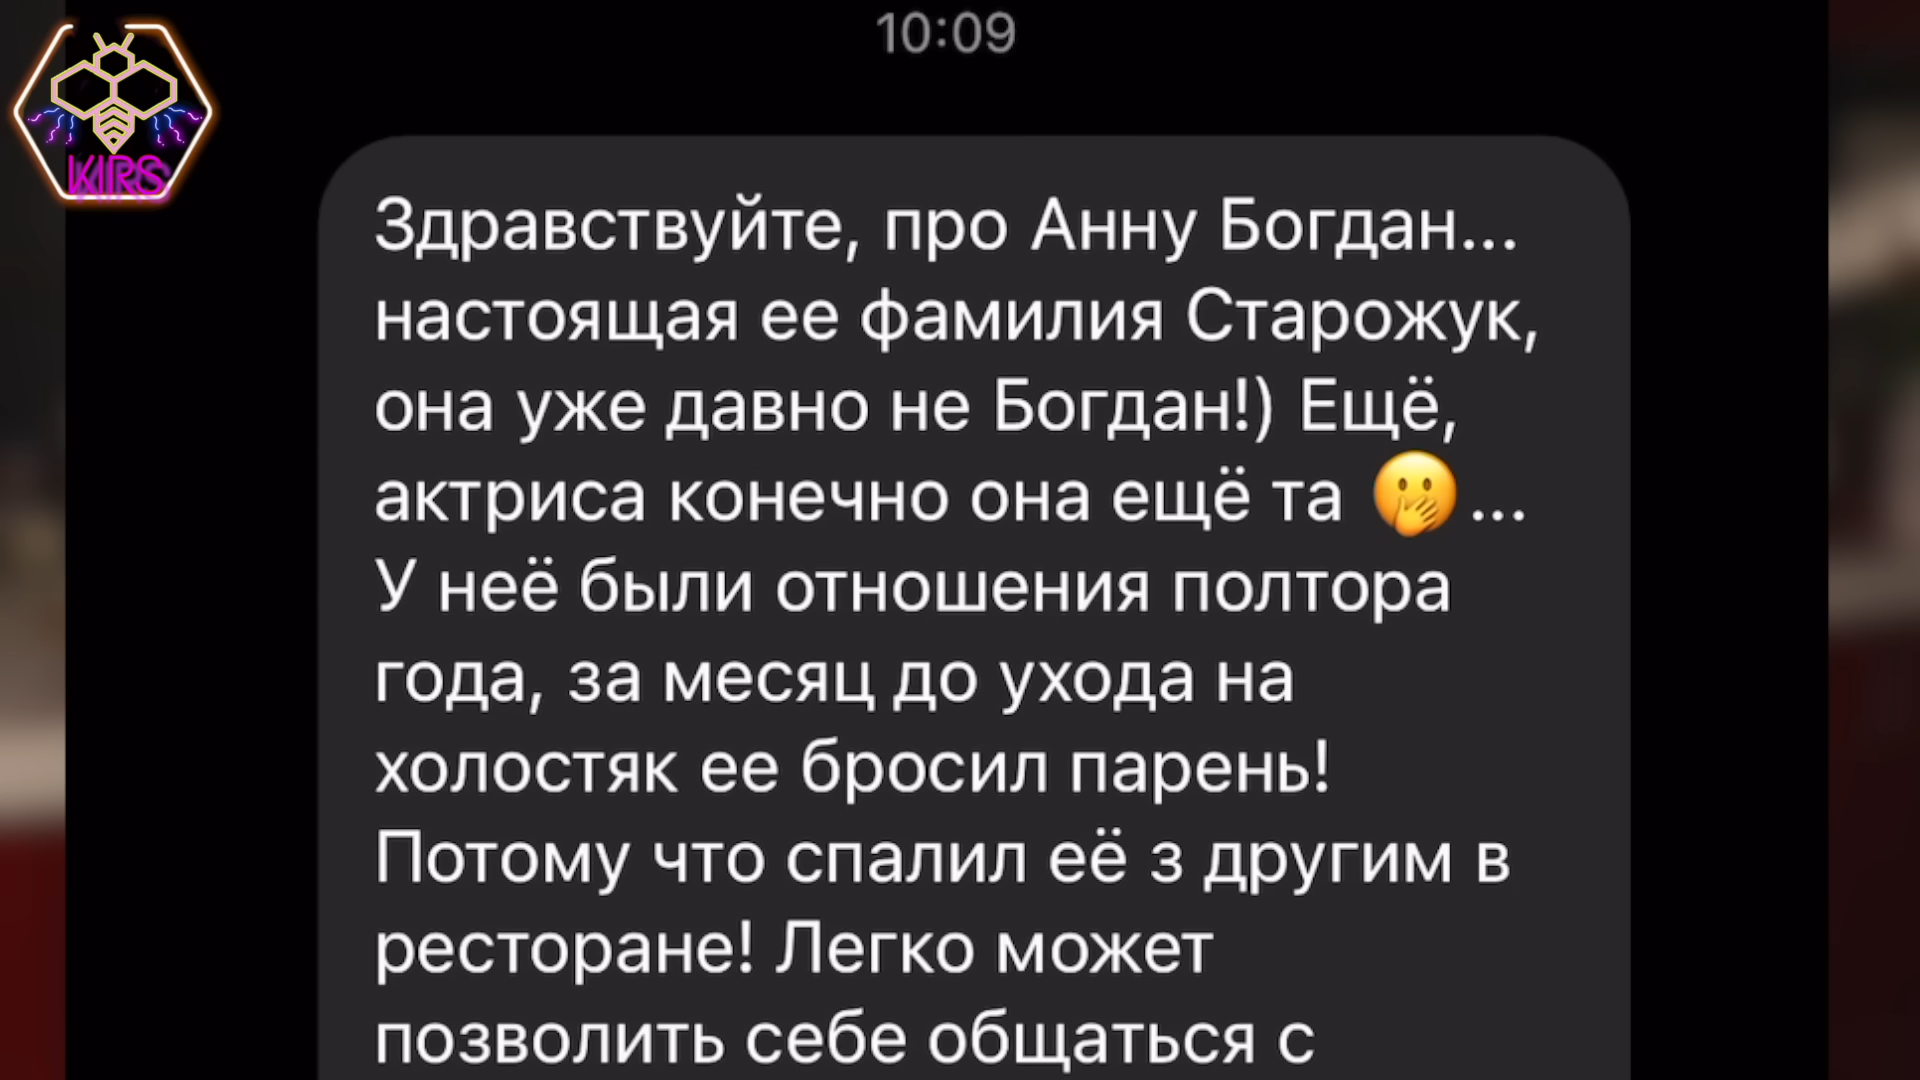 10:09
KIRS
Здравствуйте, про Анну Богдан...
настоящая ее фамилия Старожук,
она уже давно не Богдан!) Ещё,
актриса конечно она ещё та 🤭...
У неё были отношения полтора
года, за месяц до ухода на
холостяк ее бросил парень!
Потому что спалил её з другим в
ресторане! Легко может
позволить себе общаться с